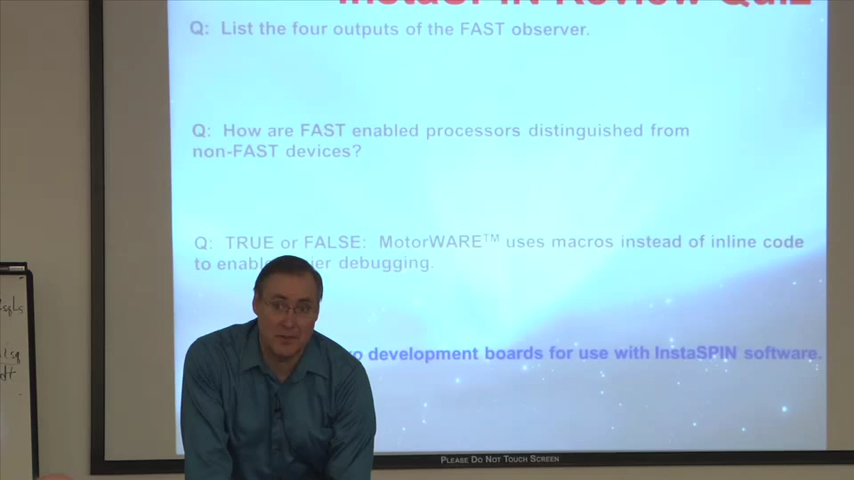 InstaSPIN Review Quiz
Q: List the four outputs of the FAST observer.
Q: How are FAST enabled processors distinguished from
non-FAST devices?
Q: TRUE or FALSE: MotorWARE™ uses macros instead of inline code
to enable debugging.
development boards for use with InstaSPIN software.
PLEASE DO NOT TOUCH SCREEN